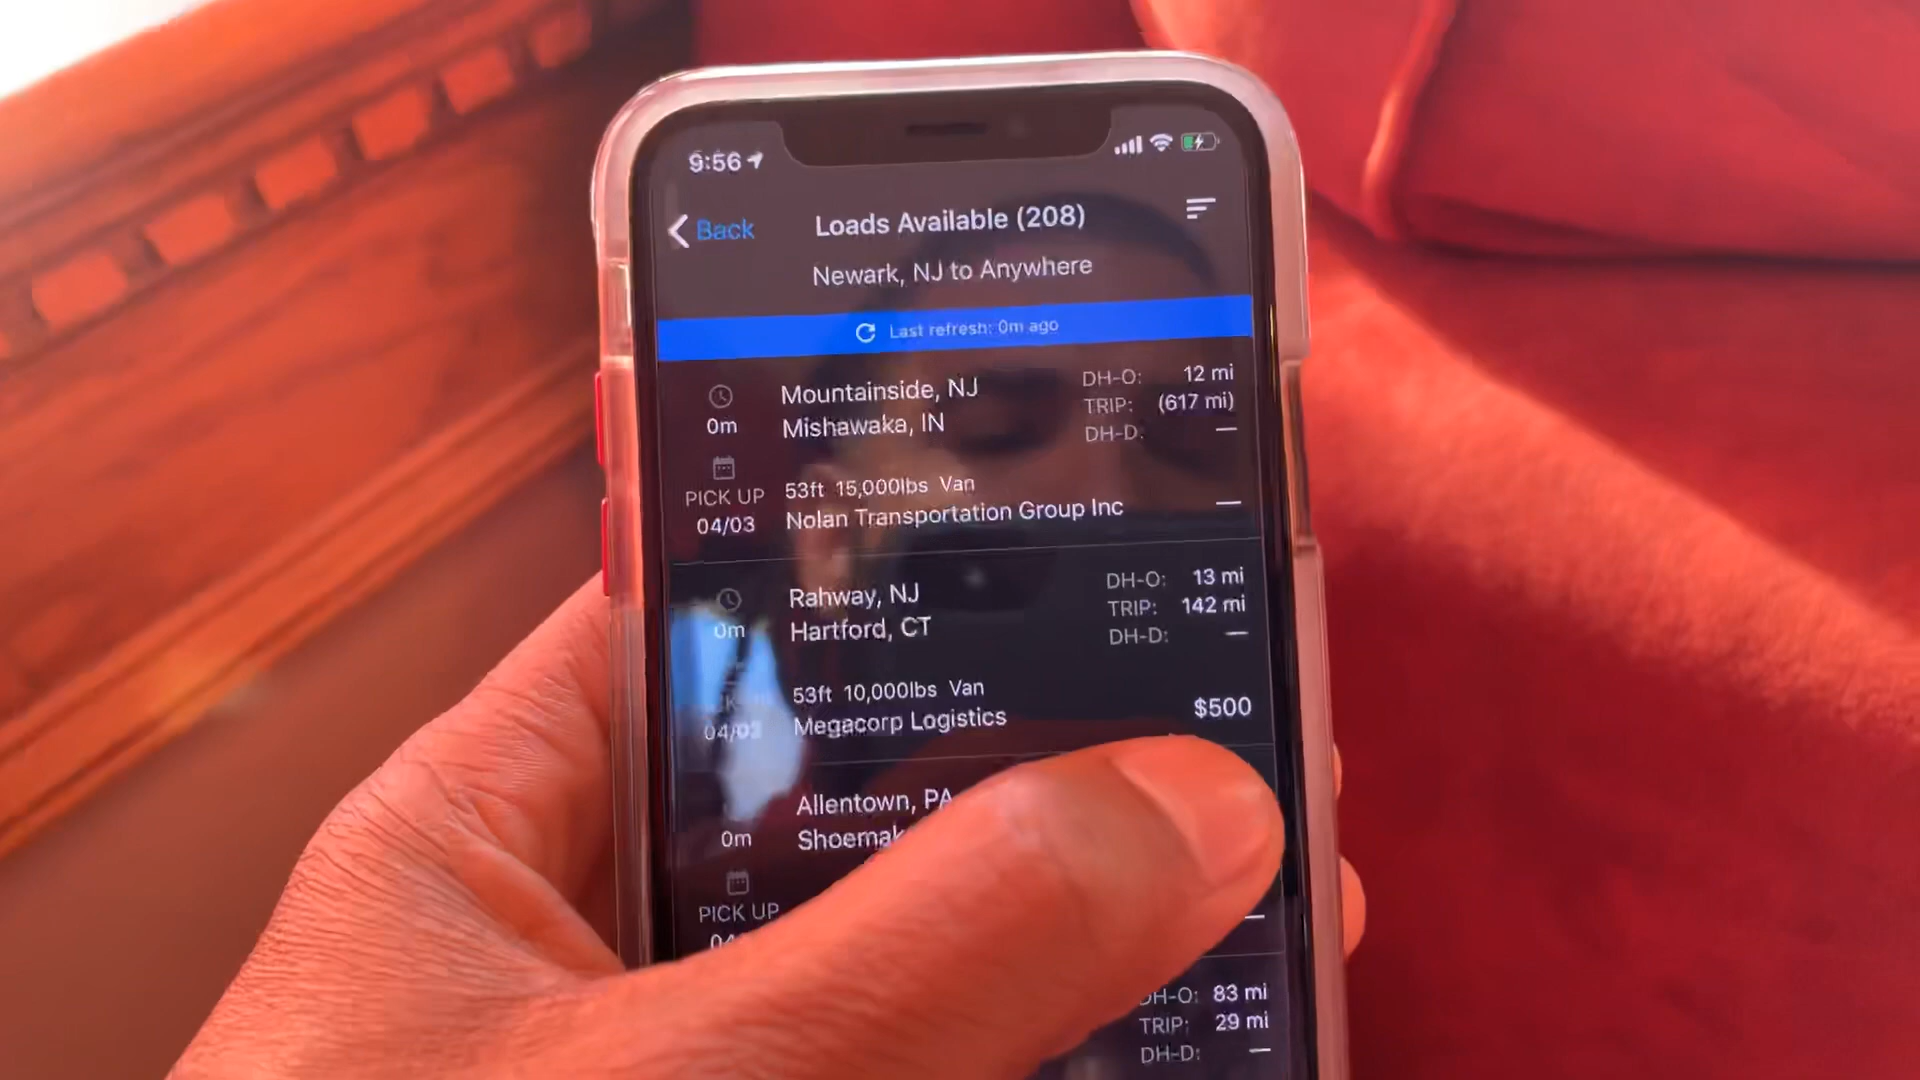 9:56
Back
Loads Available (208)
Newark, NJ to Anywhere
Last refresh: 0m ago
0m
Mountainside, NJ
Mishawaka, IN
DH-O: 12 mi
TRIP: (617 mi)
DH-D: —
PICK UP
04/03
53ft 15,000lbs Van
Nolan Transportation Group Inc
—
0m
Rahway, NJ
Hartford, CT
DH-O: 13 mi
TRIP: 142 mi
DH-D: —
04/03
53ft 10,000lbs Van
Megacorp Logistics
$500
0m
Allentown, PA
PICK UP
—
DH-O: 83 mi
TRIP: 29 mi
DH-D: —